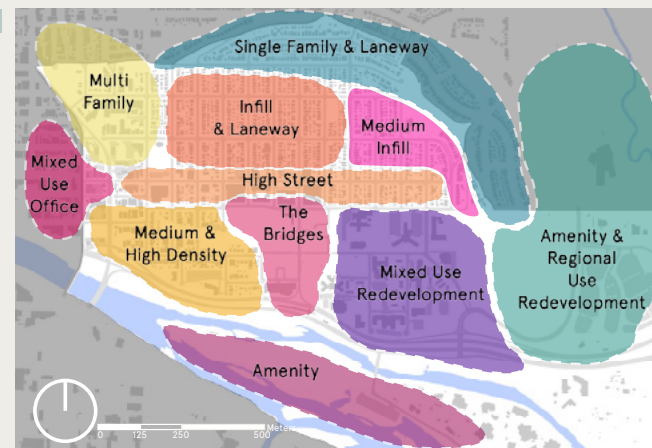 Single Family & Laneway
Multi
Family
Infill
& Laneway
Medium
Infill
Mixed
Use
Office
High Street
The
Bridges
Medium &
High Density
Mixed Use
Redevelopment
Amenity &
Regional
Use
Redevelopment
Amenity
0 125 250 500 Meters